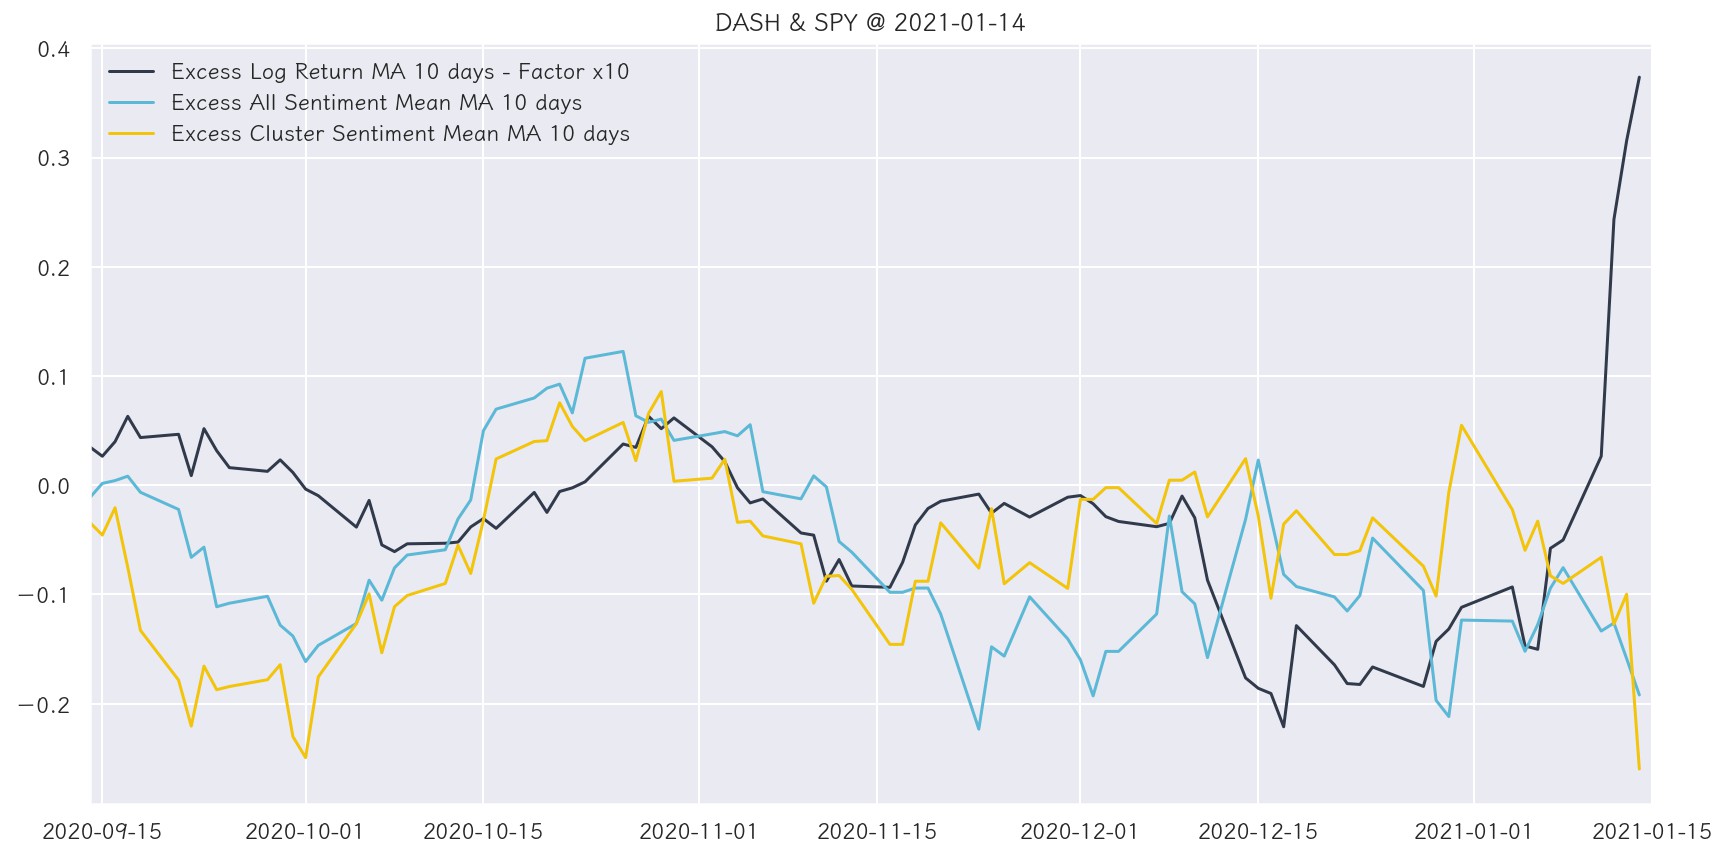 DASH & SPY @ 2021-01-14
0.4
0.3
0.2
0.1
0.0
−0.1
−0.2
Excess Log Return MA 10 days - Factor x10
Excess All Sentiment Mean MA 10 days
Excess Cluster Sentiment Mean MA 10 days
2020-09-15 2020-10-01 2020-10-15 2020-11-01 2020-11-15 2020-12-01 2020-12-15 2021-01-01 2021-01-15